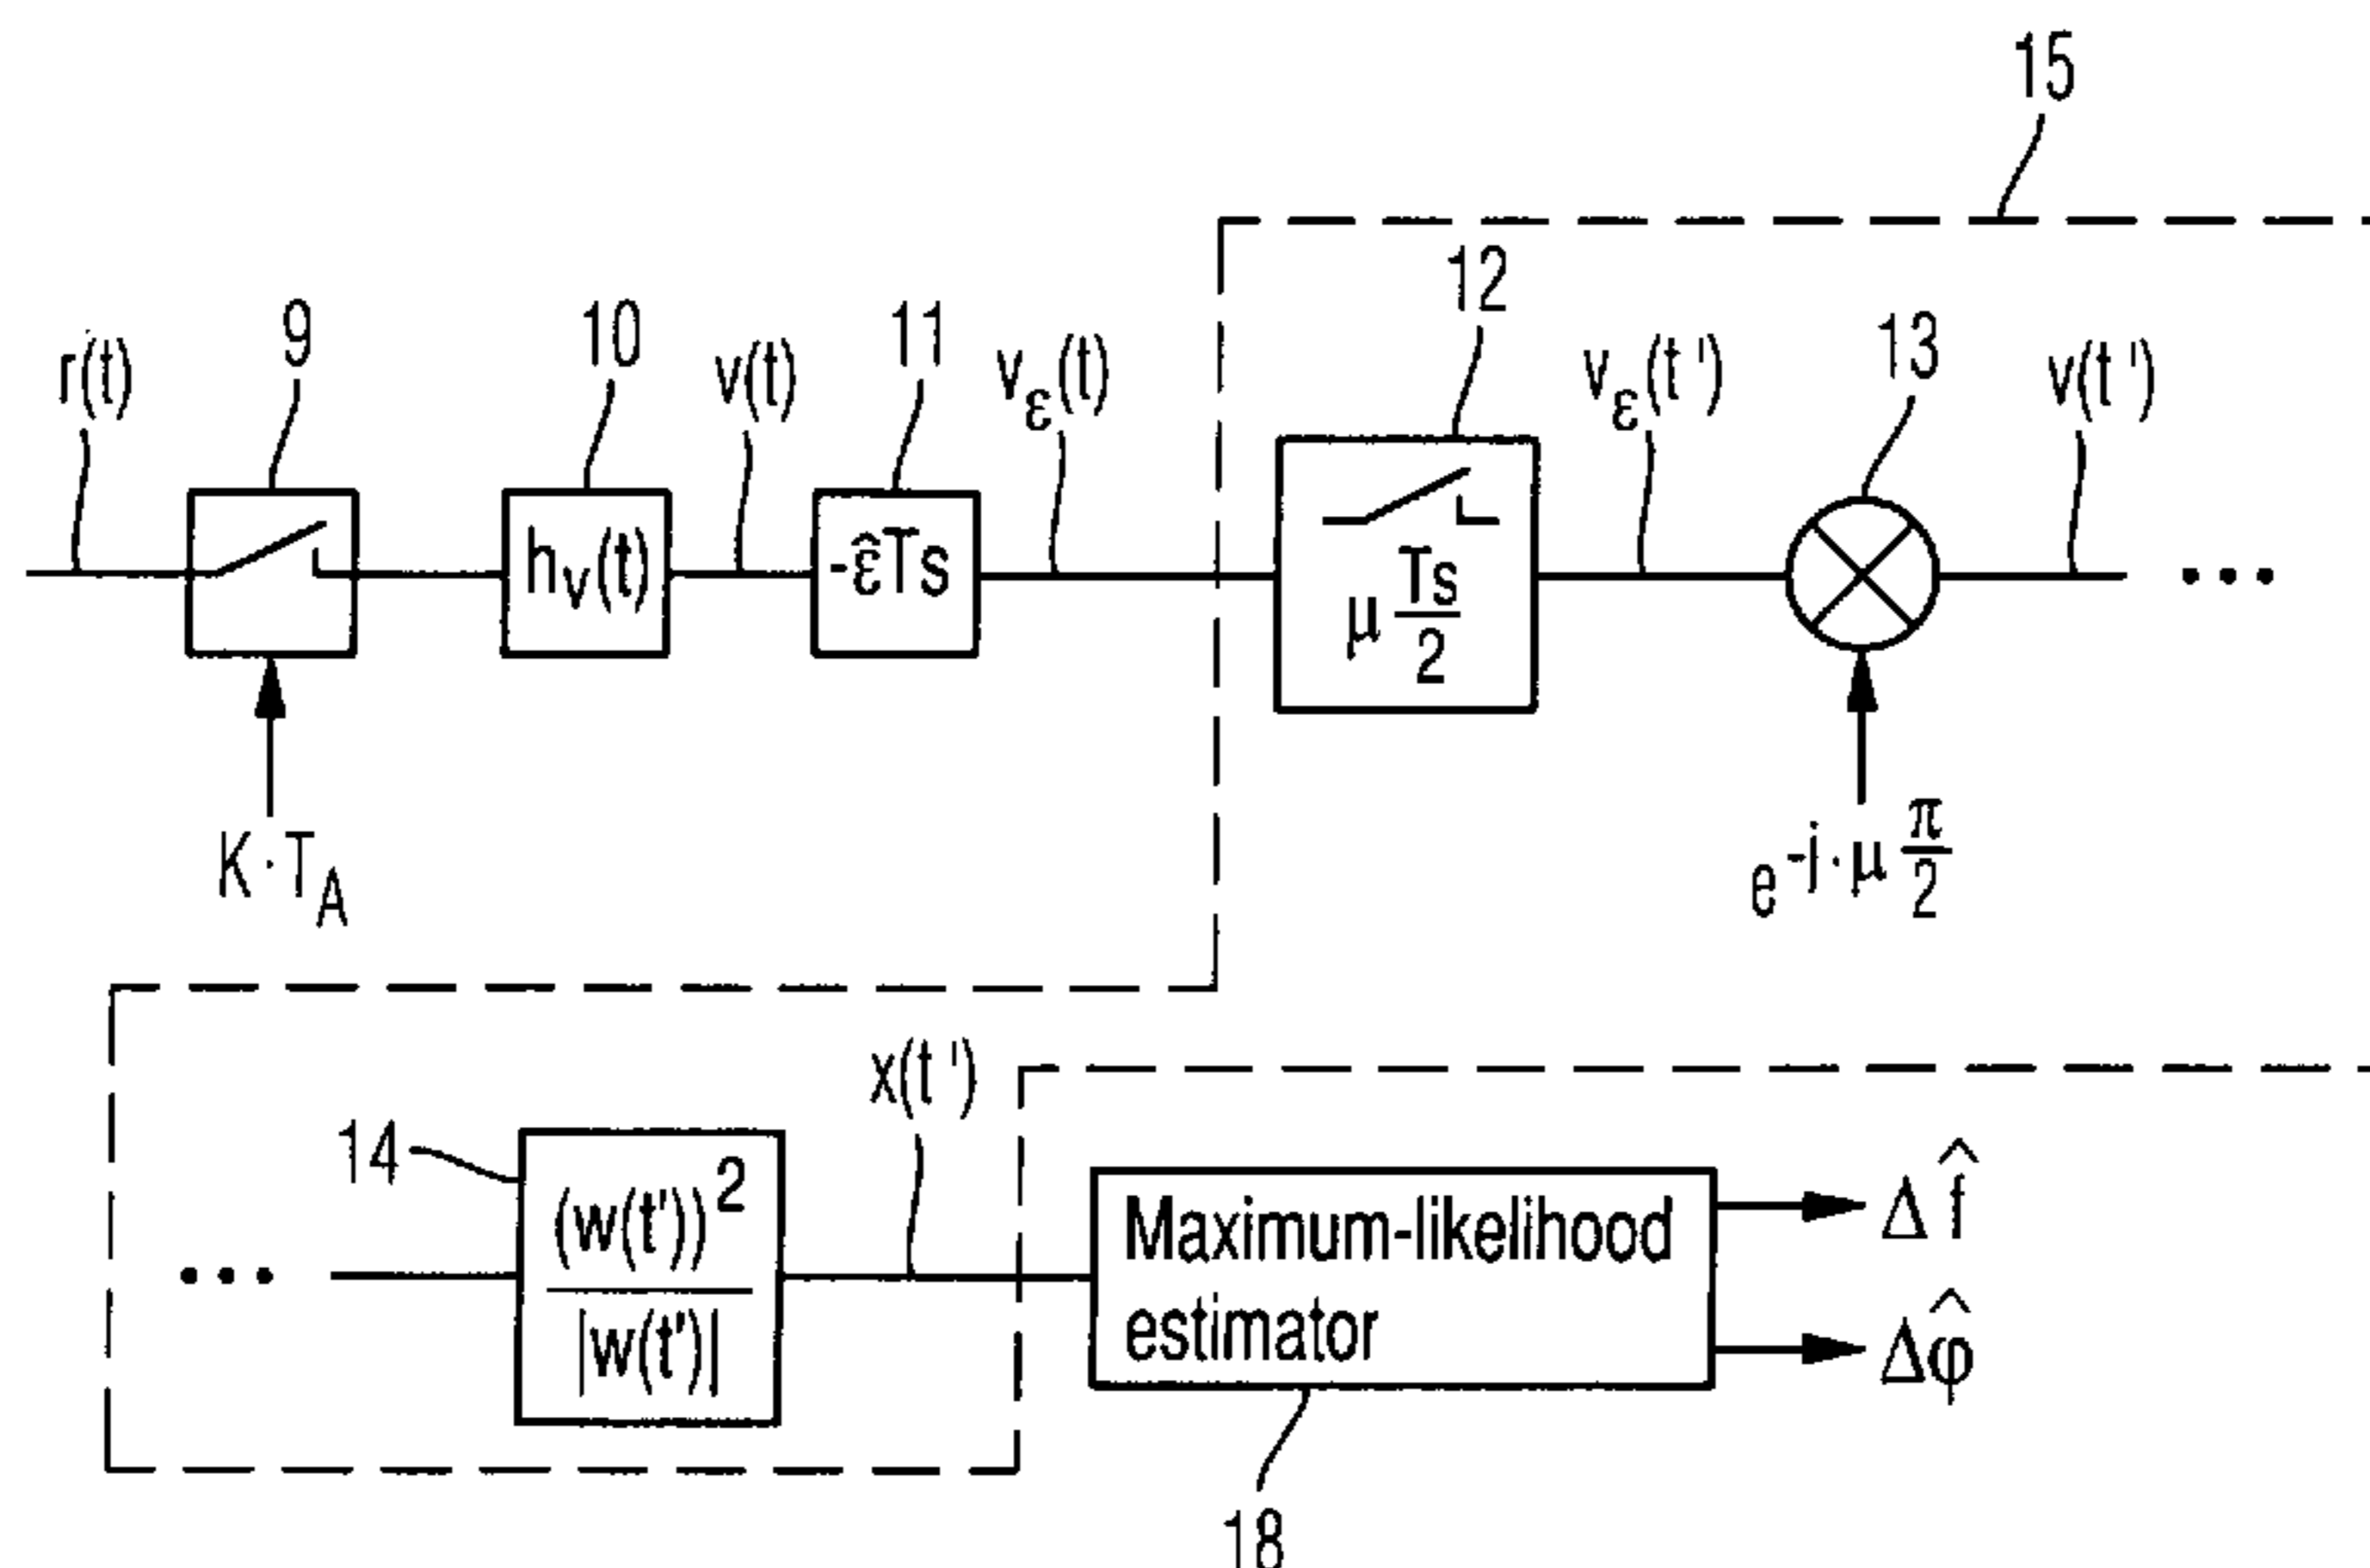 15
12
9
10
11
13
r(t)
v(t)
vε(t)
vε(t')
v(t')
hv(t)
-ε̂Ts
μ Ts/2
K·TA
e^-j·μ π/2
x(t')
14
(w(t'))^2
|w(t')|
Maximum-likelihood
estimator
Δf̂
Δφ̂
18